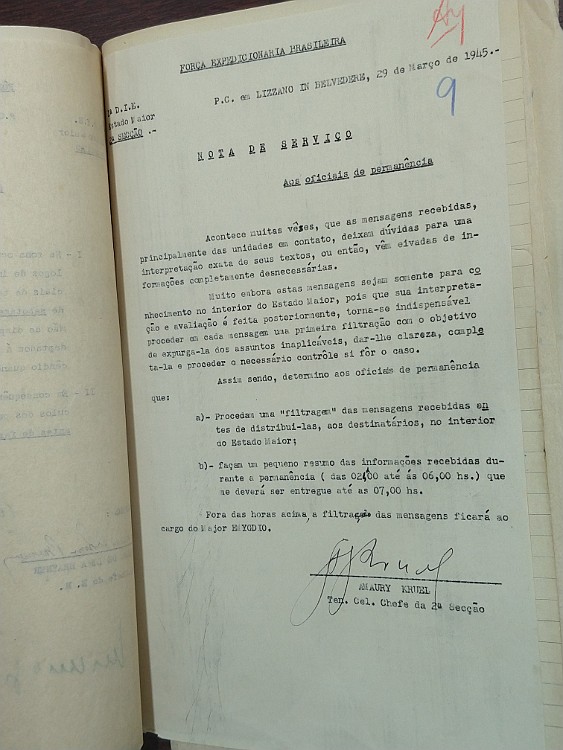 FORÇA EXPEDICIONARIA BRASILEIRA
9
P.C. em LIZZANO IN BELVEDERE, 29 de Março de 1945.-
D.I.E.
stado Maior
SECÇÃO .-
NOTA DE SERVIÇO
Aos oficiais de permanência
Acontece muitas vêzes, que as mensagens recebidas,
principalmente das unidades em contato, deixam dúvidas para uma
interpretação exata de seus textos, ou então, vêm eivadas de in-
formações completamente desnecessárias.
Muito embora estas mensagens sejam somente para co
nhecimento no interior do Estado Maior, pois que sua interpreta-
ção e avaliação é feita posteriormente, torna-se indispensável
proceder em cada mensagem uma primeira filtração com o objetivo
de expurga-la dos assuntos inaplicáveis, dar-lhe clareza, comple
ta-la e proceder o necessário contrôle si fôr o caso.
Assim sendo, determino aos oficiais de permanência
que:
a)- Procedam uma "filtragem" das mensagens recebidas an
tes de distribui-las, aos destinatários, no interior
do Estado Maior;
b)- façam um pequeno resumo das informações recebidas du-
rante a permanência ( das 02,00 até ás 06,00 hs.) que
me deverá ser entregue até as 07,00 hs.
Fora das horas acima, a filtração das mensagens ficará ao
cargo do Major EMYGDIO.
AMAURY KRUEL
Ten. Cel. Chefe da 2ª Secção